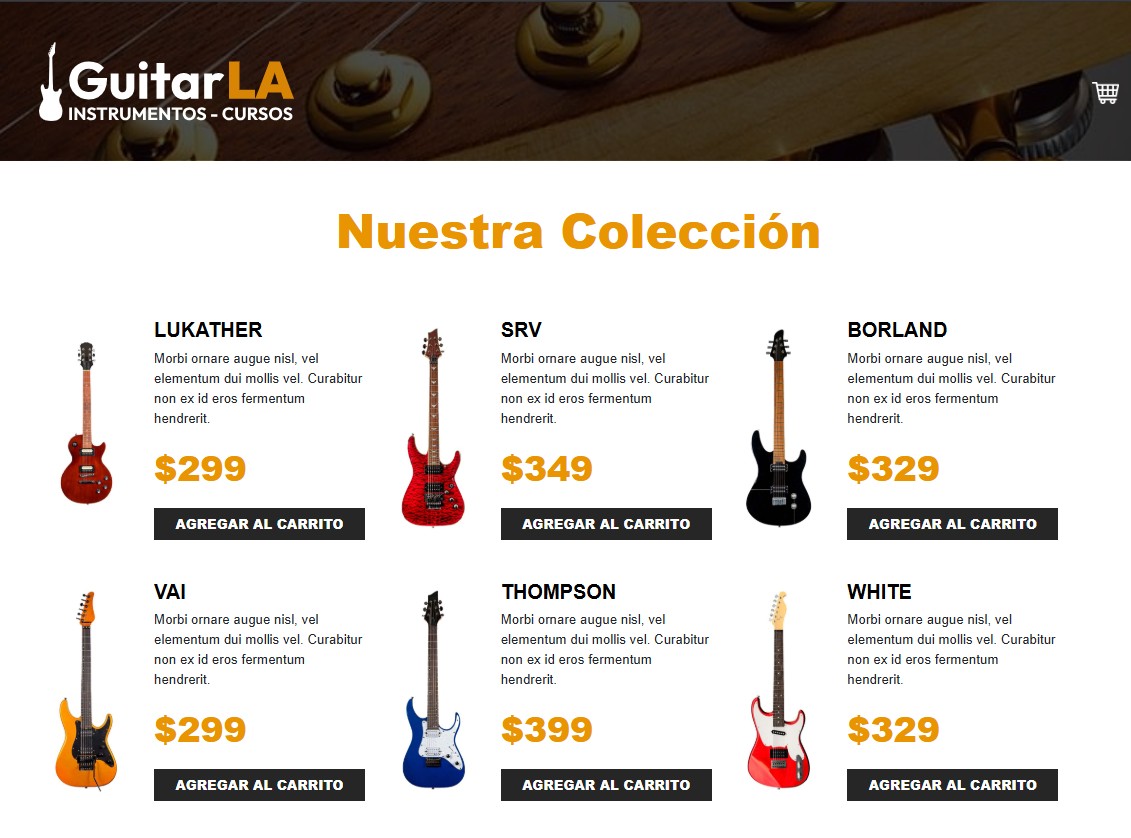 GuitarLA
INSTRUMENTOS - CURSOS
Nuestra Colección
LUKATHER
Morbi ornare augue nisl, vel
elementum dui mollis vel. Curabitur
non ex id eros fermentum
hendrerit.
$299
AGREGAR AL CARRITO
SRV
Morbi ornare augue nisl, vel
elementum dui mollis vel. Curabitur
non ex id eros fermentum
hendrerit.
$349
AGREGAR AL CARRITO
BORLAND
Morbi ornare augue nisl, vel
elementum dui mollis vel. Curabitur
non ex id eros fermentum
hendrerit.
$329
AGREGAR AL CARRITO
VAI
Morbi ornare augue nisl, vel
elementum dui mollis vel. Curabitur
non ex id eros fermentum
hendrerit.
$299
AGREGAR AL CARRITO
THOMPSON
Morbi ornare augue nisl, vel
elementum dui mollis vel. Curabitur
non ex id eros fermentum
hendrerit.
$399
AGREGAR AL CARRITO
WHITE
Morbi ornare augue nisl, vel
elementum dui mollis vel. Curabitur
non ex id eros fermentum
hendrerit.
$329
AGREGAR AL CARRITO